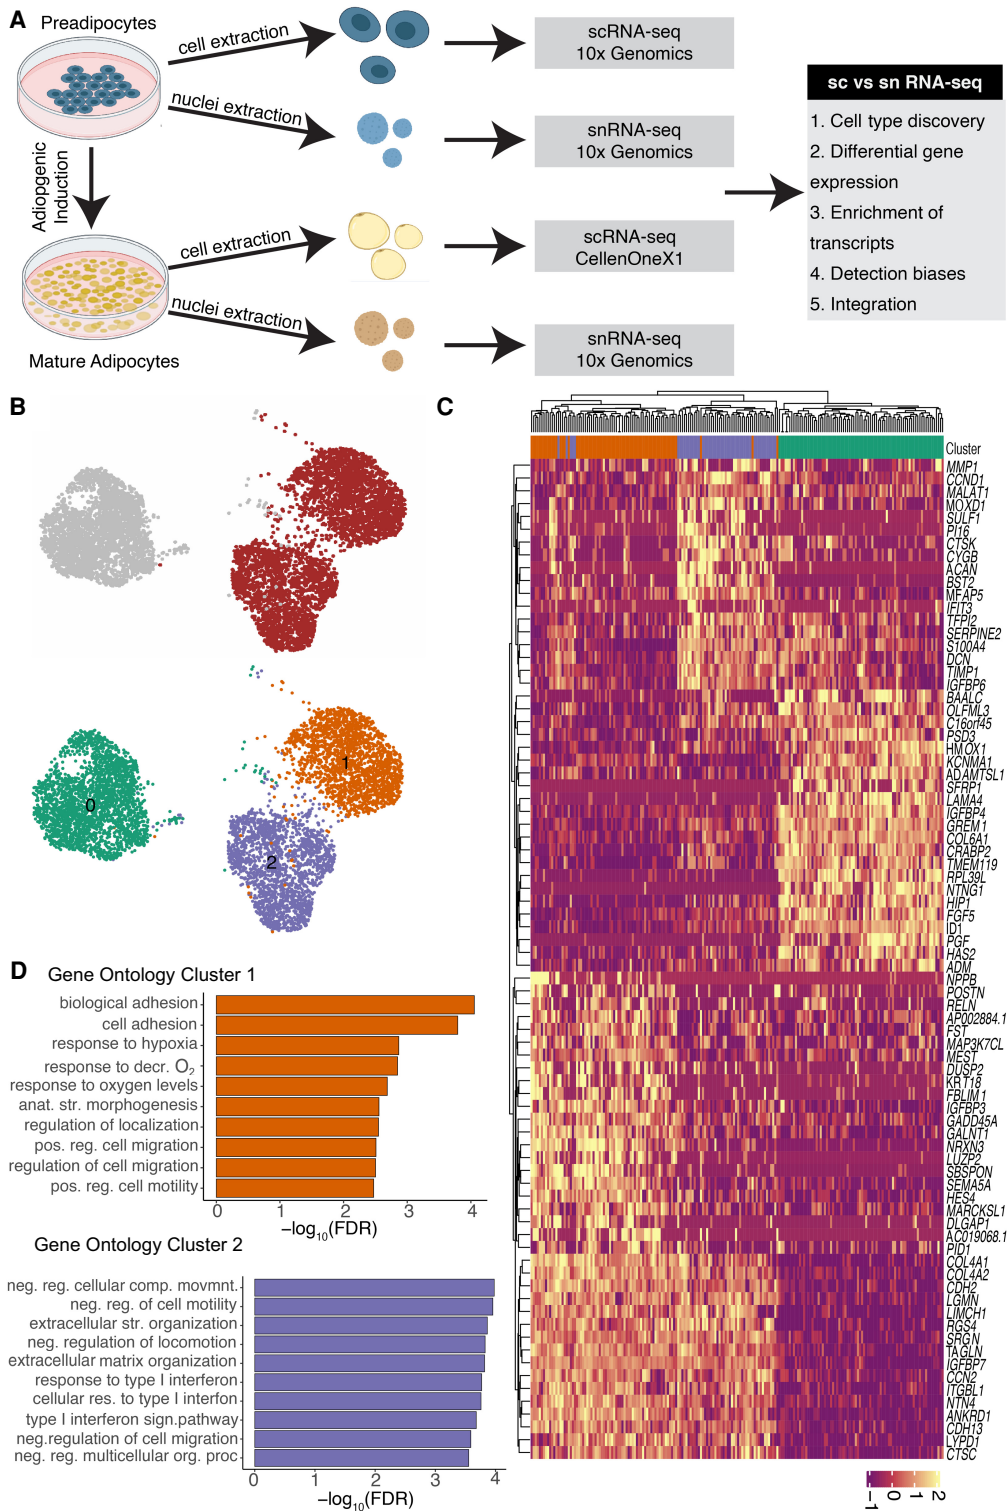 A
Preadipocytes
cell extraction
scRNA-seq
10x Genomics
nuclei extraction
snRNA-seq
10x Genomics
Adiopgenic
Induction
cell extraction
scRNA-seq
CellenOneX1
nuclei extraction
snRNA-seq
10x Genomics
Mature Adipocytes
sc vs sn RNA-seq
1. Cell type discovery
2. Differential gene
expression
3. Enrichment of
transcripts
4. Detection biases
5. Integration
B
0
1
2
C
Cluster
MMP1
CCND1
MALAT1
MOXD1
SULF1
PI16
CTSK
CYGB
ACAN
BST2
MFAP5
IFIT3
TFPI2
SERPINE2
S100A4
DCN
TIMP1
IGFBP6
BAALC
OLFML3
C16orf45
PSD3
HMOX1
KCNMA1
ADAMTSL1
SFRP1
LAMA4
IGFBP4
GREM1
COL6A1
CRABP2
TMEM119
RPL39L
NTNG1
HIP1
FGF5
ID1
PGF
HAS2
ADM
NPPB
POSTN
RELN
AP002884.1
FST
MAP3K7CL
MEST
DUSP2
KRT18
FBLIM1
IGFBP3
GADD45A
GALNT1
NRXN3
LUZP2
SBSPON
SEMA5A
HES4
MARCKSL1
DLGAP1
AC019068.1
PID1
COL4A1
COL4A2
CDH2
LGMN
LIMCH1
RGS4
SRGN
TAGLN
IGFBP7
CCN2
ITGBL1
NTN4
ANKRD1
CDH13
LYPD1
CTSC
-1 0 1 2
D
Gene Ontology Cluster 1
biological adhesion
cell adhesion
response to hypoxia
response to decr. O₂
response to oxygen levels
anat. str. morphogenesis
regulation of localization
pos. reg. cell migration
regulation of cell migration
pos. reg. cell motility
0 1 2 3 4
−log₁₀(FDR)
Gene Ontology Cluster 2
neg. reg. cellular comp. movmnt.
neg. reg. of cell motility
extracellular str. organization
neg. regulation of locomotion
extracellular matrix organization
response to type I interferon
cellular res. to type I interfon
type I interferon sign.pathway
neg.regulation of cell migration
neg. reg. multicellular org. proc
0 1 2 3 4
−log₁₀(FDR)